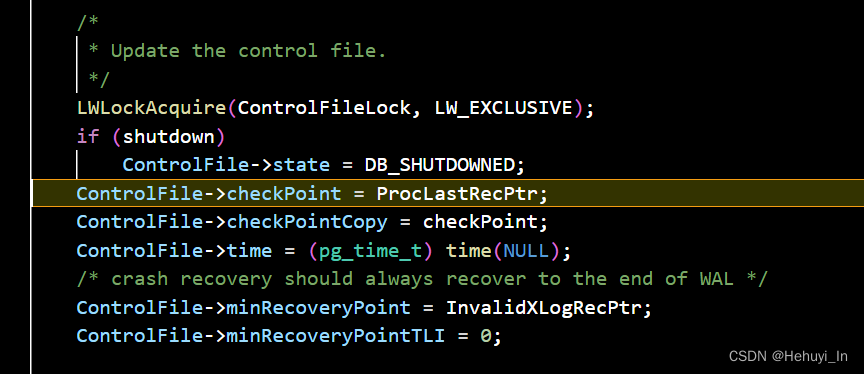 /*
* Update the control file.
*/
LWLockAcquire(ControlFileLock, LW_EXCLUSIVE);
if (shutdown)
ControlFile->state = DB_SHUTDOWNED;
ControlFile->checkPoint = ProcLastRecPtr;
ControlFile->checkPointCopy = checkPoint;
ControlFile->time = (pg_time_t) time(NULL);
/* crash recovery should always recover to the end of WAL */
ControlFile->minRecoveryPoint = InvalidXLogRecPtr;
ControlFile->minRecoveryPointTLI = 0;
CSDN @Hehuyi_In